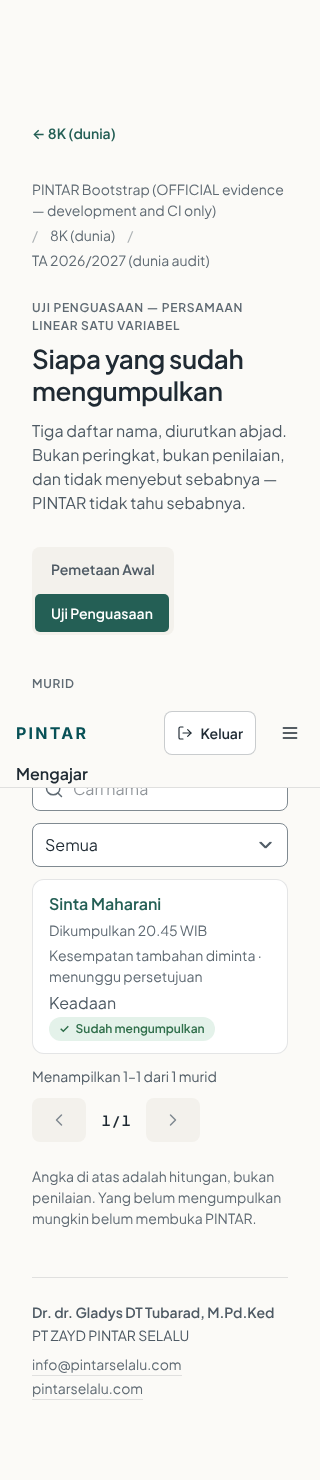 ← 8K (dunia)
PINTAR Bootstrap (OFFICIAL evidence
— development and CI only)
/ 8K (dunia) /
TA 2026/2027 (dunia audit)
UJI PENGUASAAN — PERSAMAAN
LINEAR SATU VARIABEL
Siapa yang sudah
mengumpulkan
Tiga daftar nama, diurutkan abjad.
Bukan peringkat, bukan penilaian,
dan tidak menyebut sebabnya —
PINTAR tidak tahu sebabnya.
Pemetaan Awal
Uji Penguasaan
MURID
PINTAR
Keluar
Mengajar
Cari nama
Semua
Sinta Maharani
Dikumpulkan 20.45 WIB
Kesempatan tambahan diminta ·
menunggu persetujuan
Keadaan
✓ Sudah mengumpulkan
Menampilkan 1–1 dari 1 murid
1/1
Angka di atas adalah hitungan, bukan
penilaian. Yang belum mengumpulkan
mungkin belum membuka PINTAR.
Dr. dr. Gladys DT Tubarad, M.Pd.Ked
PT ZAYD PINTAR SELALU
info@pintarselalu.com
pintarselalu.com